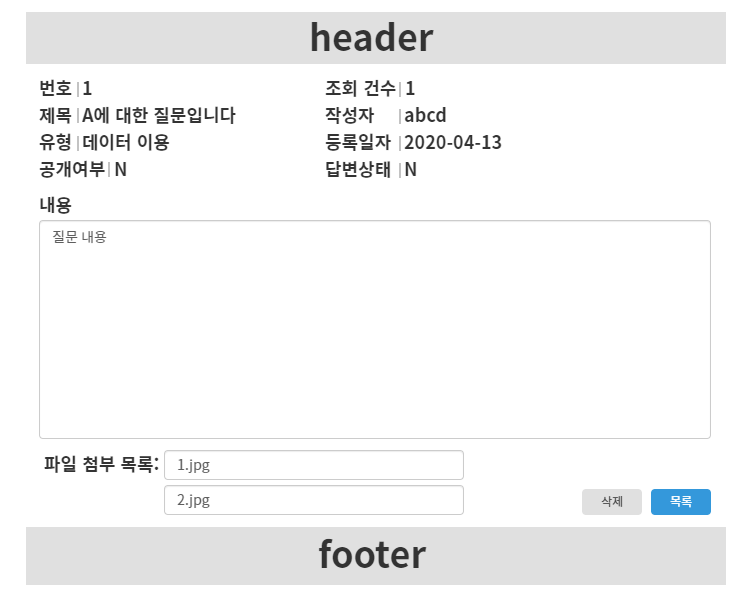 header
번호 | 1 조회 건수 | 1
제목 | A에 대한 질문입니다 작성자 | abcd
유형 | 데이터 이용 등록일자 | 2020-04-13
공개여부 | N 답변상태 | N
내용
질문 내용
파일 첨부 목록: 1.jpg
2.jpg 삭제 목록
footer